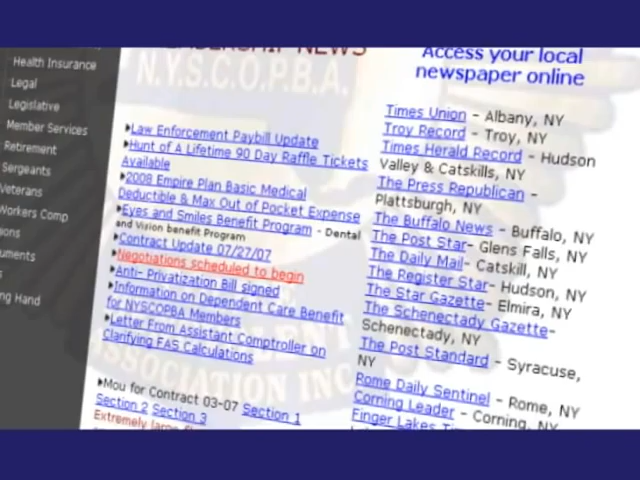 Health Insurance
Legal
Legislative
Member Services
Retirement
Sergeants
Veterans
Workers Comp
NEWS
N.Y.S.C.O.P.B.A.
Law Enforcement Paybill Update
Hunt of A Lifetime 90 Day Raffle Tickets
Available
2008 Empire Plan Basic Medical
Deductible & Max Out of Pocket Expense
Eyes and Smiles Benefit Program - Dental
and Vision benefit Program
Contract Update 07/27/07
Negotiations scheduled to begin
Anti- Privatization Bill signed
Information on Dependent Care Benefit
for NYSCOPBA Members
Letter From Assistant Comptroller on
Clarifying FAS Calculations
ASSOCIATION INC.
Mou for Contract 03-07 Section 1
Section 2 Section 3
Extremely large
Access your local
newspaper online
Times Union - Albany, NY
Troy Record - Troy, NY
Times Herald Record - Hudson
Valley & Catskills, NY
The Press Republican -
Plattsburgh, NY
The Buffalo News - Buffalo, NY
The Post Star- Glens Falls, NY
The Daily Mail- Catskill, NY
The Register Star- Hudson, NY
The Star Gazette- Elmira, NY
The Schenectady Gazette-
Schenectady, NY
The Post Standard - Syracuse,
NY
Rome Daily Sentinel - Rome, NY
Corning Leader - Corning, NY
Finger Lakes